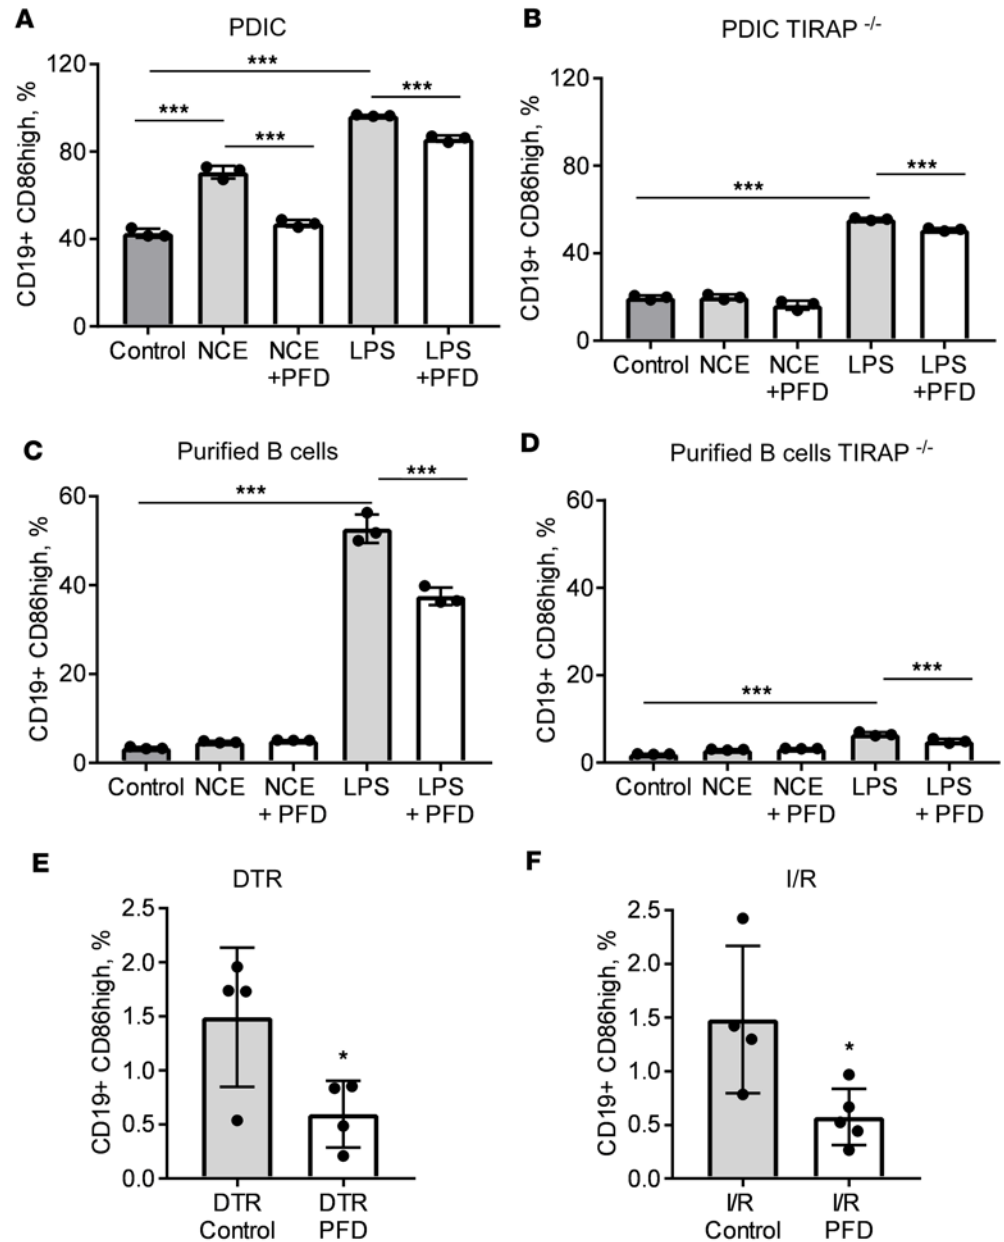 A
PDIC
CD19+ CD86high, %
120
80
40
0
***
***
***
***
Control
NCE
NCE
+PFD
LPS
LPS
+PFD
B
PDIC TIRAP -/-
CD19+ CD86high, %
120
80
40
0
***
***
Control
NCE
NCE
+PFD
LPS
LPS
+PFD
C
Purified B cells
CD19+ CD86high, %
60
40
20
0
***
***
Control
NCE
NCE
+ PFD
LPS
LPS
+ PFD
D
Purified B cells TIRAP -/-
CD19+ CD86high, %
60
40
20
0
***
***
Control
NCE
NCE
+ PFD
LPS
LPS
+ PFD
E
DTR
CD19+ CD86high, %
2.5
2.0
1.5
1.0
0.5
0.0
*
DTR
Control
DTR
PFD
F
I/R
CD19+ CD86high, %
2.5
2.0
1.5
1.0
0.5
0.0
*
I/R
Control
I/R
PFD